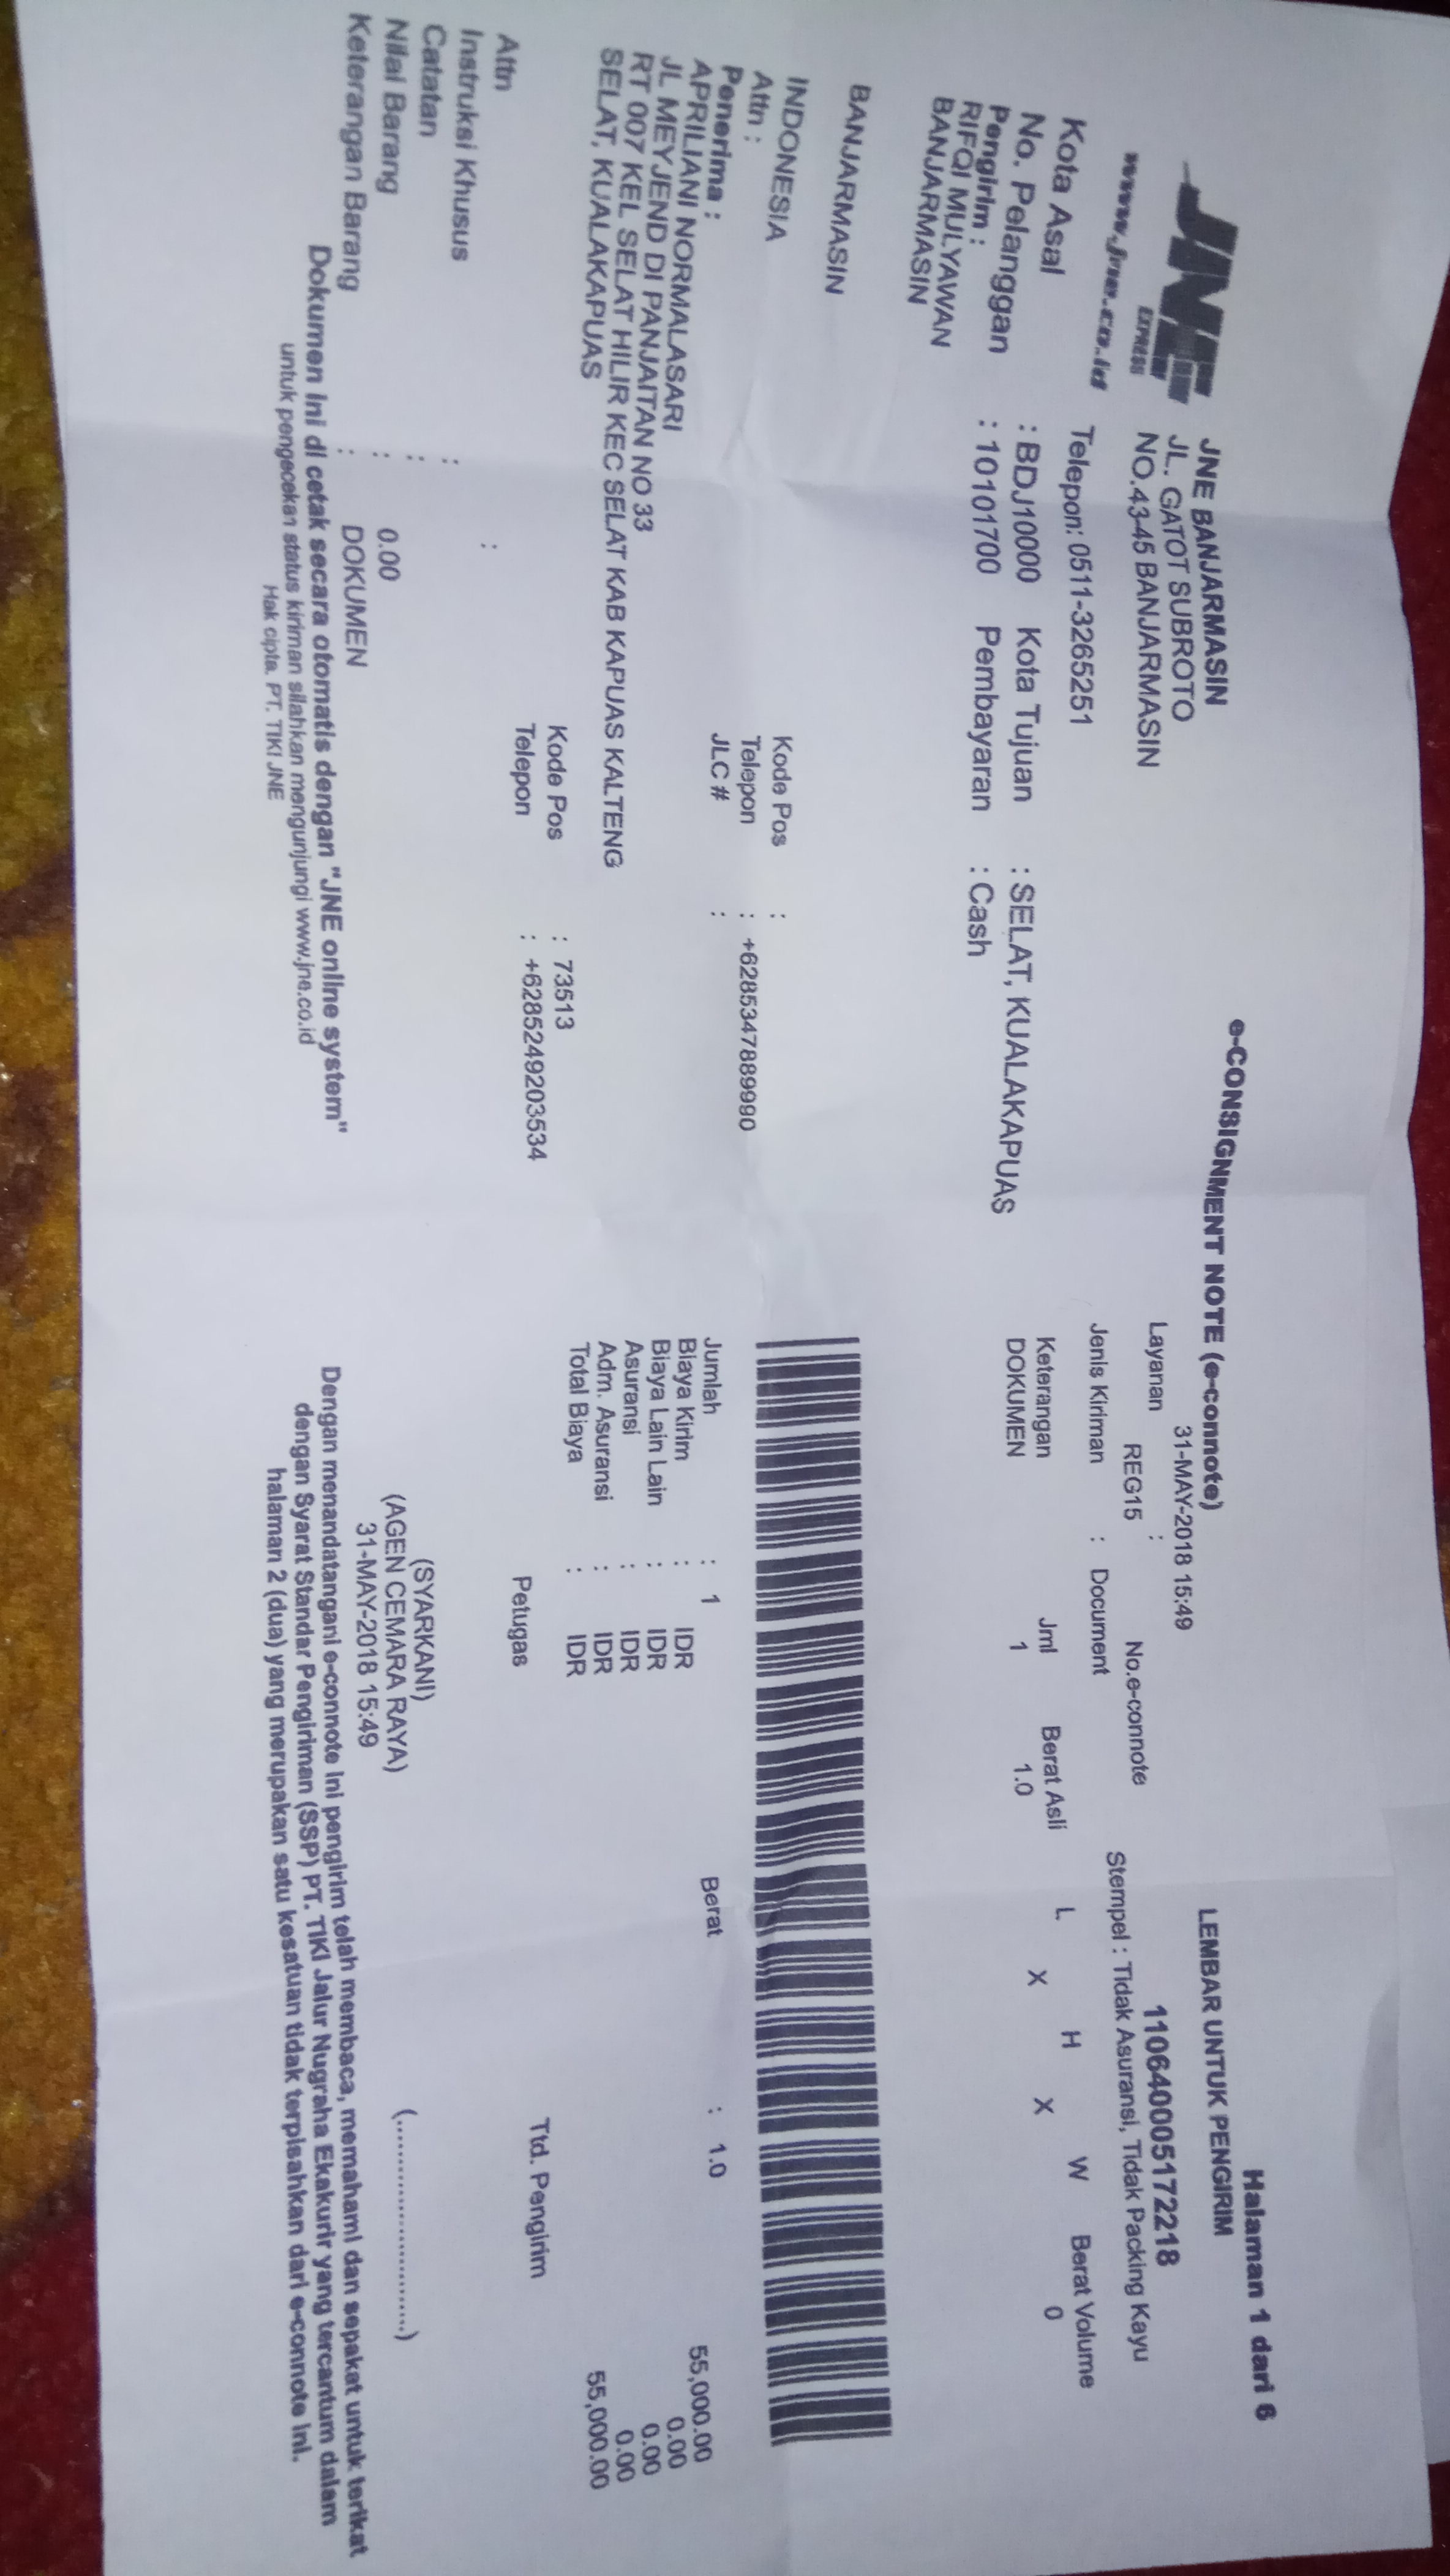 Halaman 1 dari 6
e-CONSIGNMENT NOTE (e-connote)
LEMBAR UNTUK PENGIRIM
JNE EXPRESS
www.jne.co.id
JNE BANJARMASIN
JL. GATOT SUBROTO
NO.43-45 BANJARMASIN
Telepon: 0511-3265251
31-MAY-2018 15:49
Layanan :
REG15
No.e-connote
110640005172218
Stempel : Tidak Asuransi, Tidak Packing Kayu
Jenis Kiriman : Document
Kota Asal : BDJ10000 Kota Tujuan : SELAT, KUALAKAPUAS
No. Pelanggan : 10101700 Pembayaran : Cash
Keterangan Jml Berat Asli L X H X W Berat Volume
DOKUMEN 1 1.0 0
Pengirim :
RIFQI MULYAWAN
BANJARMASIN
BANJARMASIN
INDONESIA
Kode Pos :
Attn :
Telepon : +6285347889990
JLC # :
Penerima :
APRILIANI NORMALASARI
JL MEYJEND DI PANJAITAN NO 33
RT 007 KEL SELAT HILIR KEC SELAT KAB KAPUAS KALTENG
SELAT, KUALAKAPUAS
Kode Pos : 73513
Telepon : +6285249203534
Attn :
Instruksi Khusus :
Catatan :
Nilai Barang : 0.00
Keterangan Barang : DOKUMEN
Jumlah : 1 Berat : 1.0
Biaya Kirim : IDR 55,000.00
Biaya Lain Lain : IDR 0.00
Asuransi : IDR 0.00
Adm. Asuransi : IDR 0.00
Total Biaya : IDR 55,000.00
Petugas Ttd. Pengirim
(SYARKANI)
(AGEN CEMARA RAYA)
31-MAY-2018 15:49
(..............................)
Dokumen ini di cetak secara otomatis dengan "JNE online system"
untuk pengecekan status kiriman silahkan mengunjungi www.jne.co.id
Hak cipta. PT. TIKI JNE
Dengan menandatangani e-connote ini pengirim telah membaca, memahami dan sepakat untuk terikat
dengan Syarat Standar Pengiriman (SSP) PT. TIKI Jalur Nugraha Ekakurir yang tercantum dalam
halaman 2 (dua) yang merupakan satu kesatuan tidak terpisahkan dari e-connote ini.